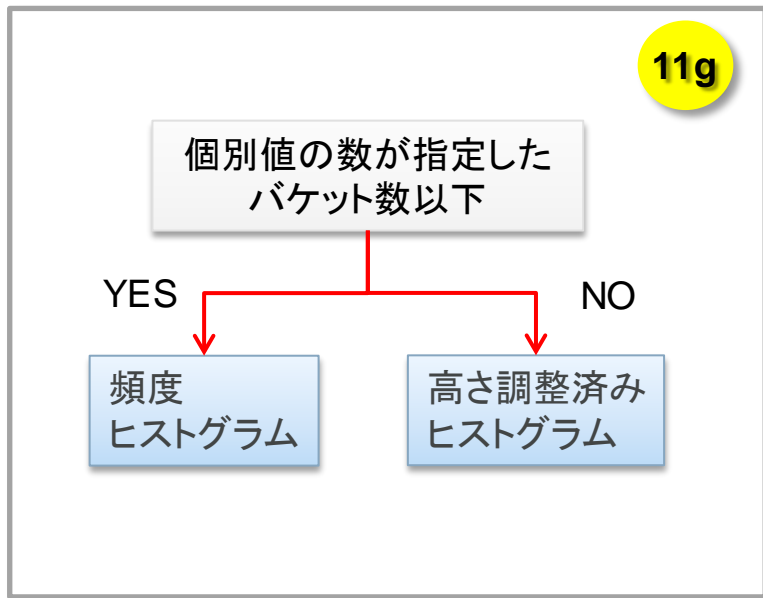 11g
個別値の数が指定した
バケット数以下
YES
NO
頻度
ヒストグラム
高さ調整済み
ヒストグラム